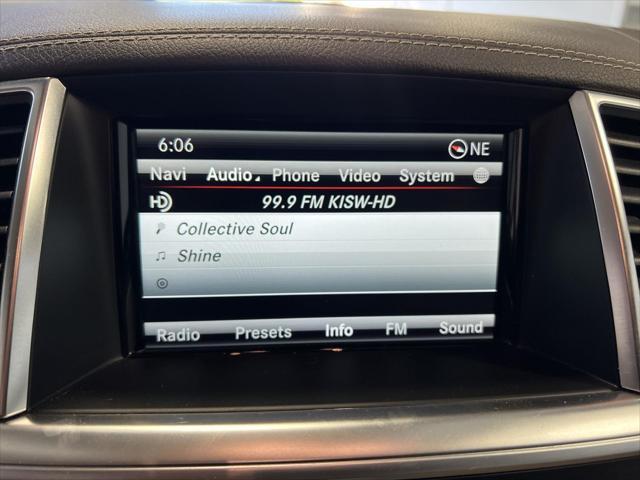 6:06 NE
Navi Audio Phone Video System
HD 99.9 FM KISW-HD
Collective Soul
Shine
Radio Presets Info FM Sound